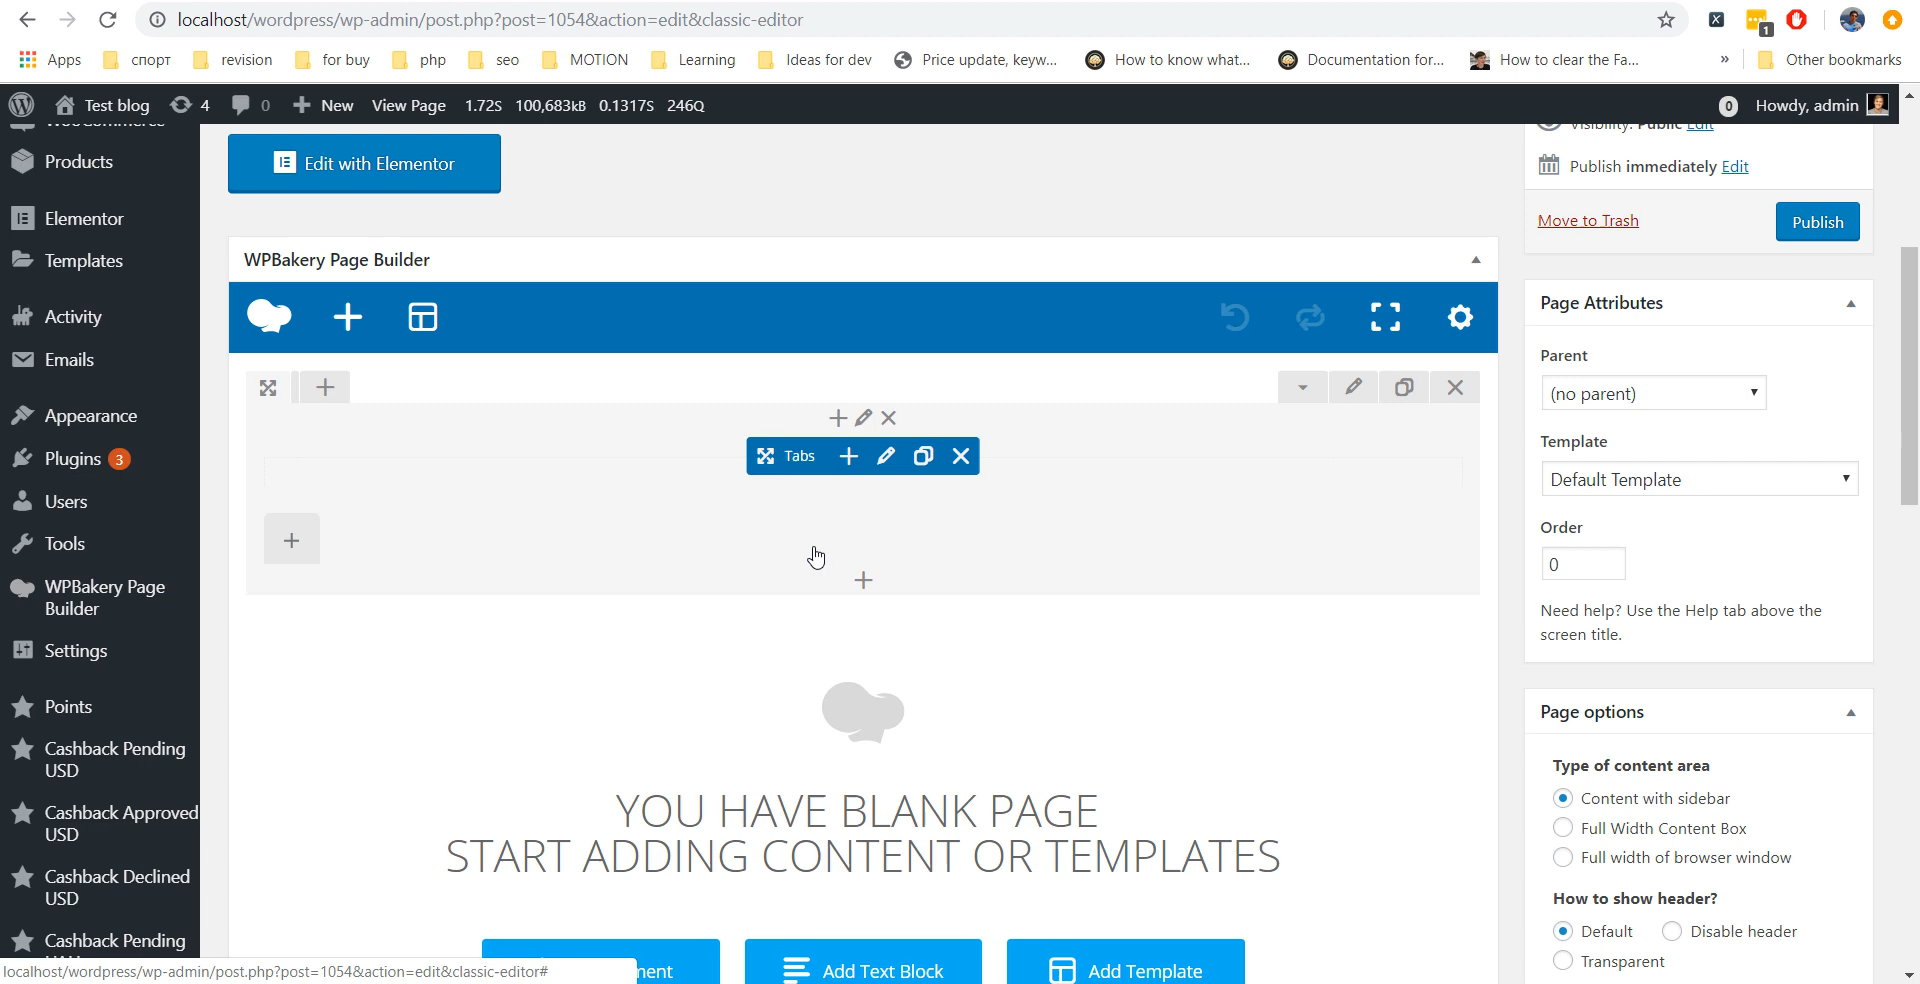 localhost/wordpress/wp-admin/post.php?post=1054&action=edit&classic-editor
1
Apps
спорт
revision
for buy
php
seo
MOTION
Learning
Ideas for dev
Price update, keyw...
How to know what...
Documentation for...
How to clear the Fa...
»
Other bookmarks
Test blog
4
0
New
View Page
1.72S 100,683KB 0.1317S 246Q
0
Howdy, admin
WooCommerce
Products
Elementor
Templates
Activity
Emails
Appearance
Plugins 3
Users
Tools
WPBakery Page
Builder
Settings
Points
Cashback Pending
USD
Cashback Approved
USD
Cashback Declined
USD
Cashback Pending
Edit with Elementor
WPBakery Page Builder
Tabs
YOU HAVE BLANK PAGE
START ADDING CONTENT OR TEMPLATES
Add Text Block
Add Template
localhost/wordpress/wp-admin/post.php?post=1054&action=edit&classic-editor#
Visibility: Public Edit
Publish immediately Edit
Move to Trash
Publish
Page Attributes
Parent
(no parent)
Template
Default Template
Order
0
Need help? Use the Help tab above the
screen title.
Page options
Type of content area
Content with sidebar
Full Width Content Box
Full width of browser window
How to show header?
Default
Disable header
Transparent